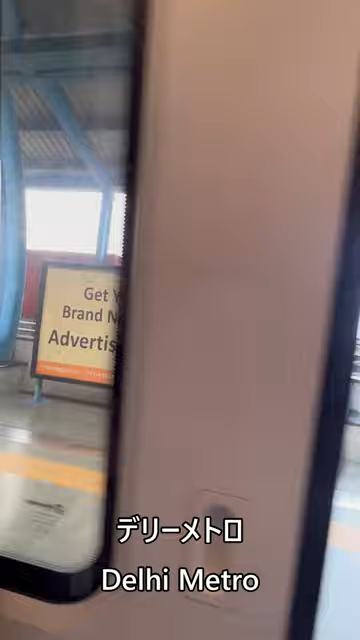 Get
Brand
Advertis
デリーメトロ
Delhi Metro